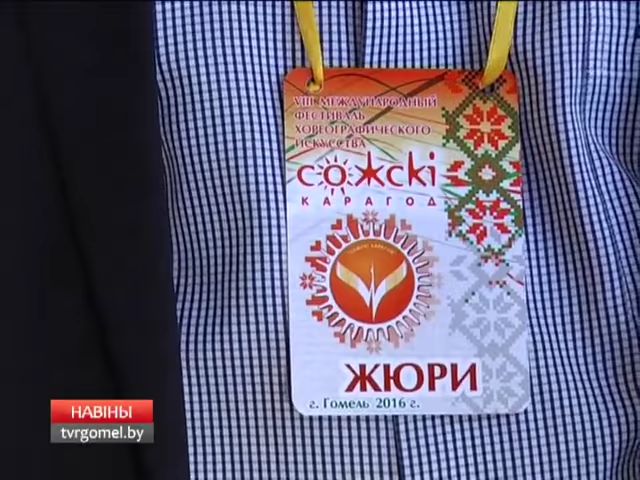 VIII МЕЖДУНАРОДНЫЙ
ФЕСТИВАЛЬ
ХОРЕОГРАФИЧЕСКОГО
ИСКУССТВА
СОЖСКІ
КАРАГОД
ЖЮРИ
г. Гомель 2016 г.
НАВІНЫ
tvrgomel.by